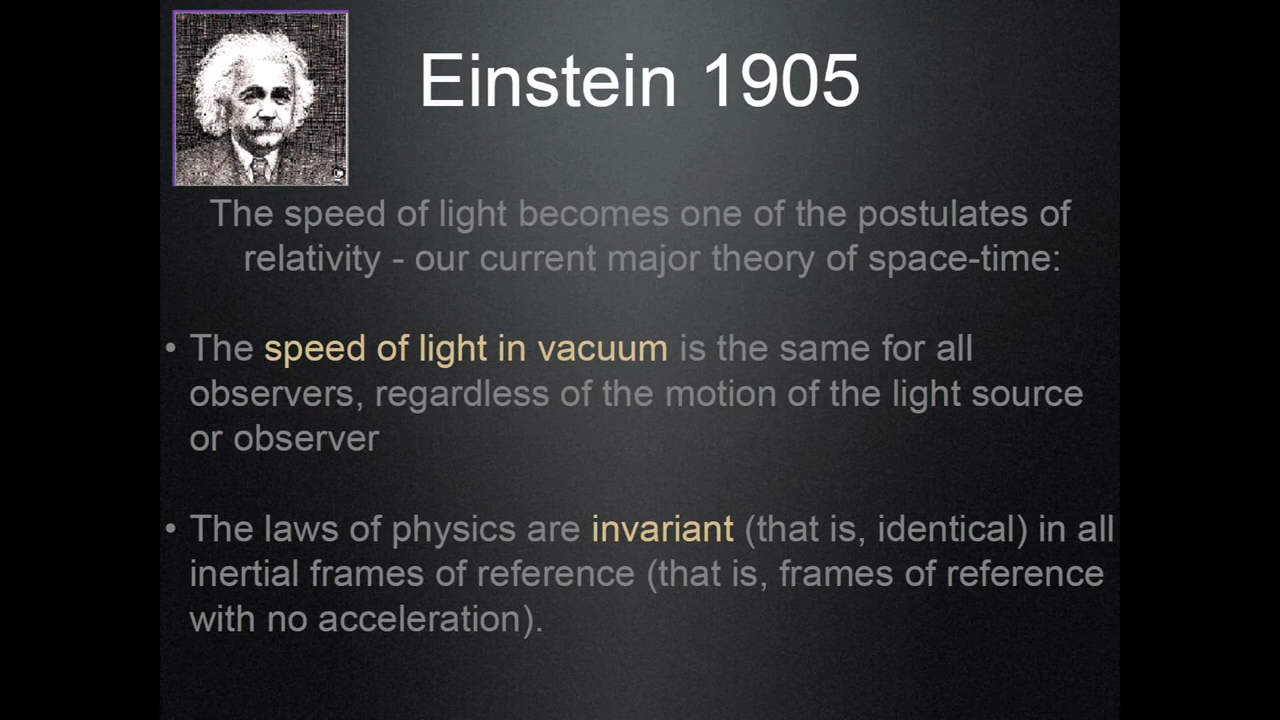 Einstein 1905
The speed of light becomes one of the postulates of
relativity - our current major theory of space-time:
• The speed of light in vacuum is the same for all
observers, regardless of the motion of the light source
or observer
• The laws of physics are invariant (that is, identical) in all
inertial frames of reference (that is, frames of reference
with no acceleration).